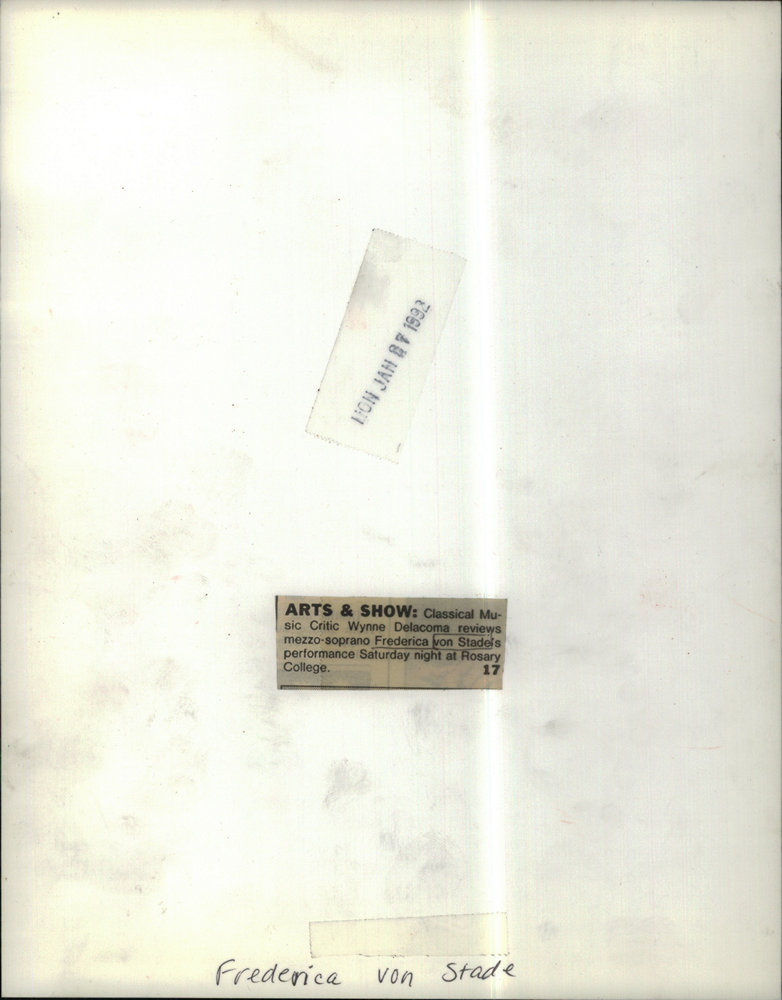 MON JAN 27 1992
ARTS & SHOW: Classical Mu-
sic Critic Wynne Delacoma reviews
mezzo-soprano Frederica von Stade's
performance Saturday night at Rosary
College. 17
Frederica von Stade